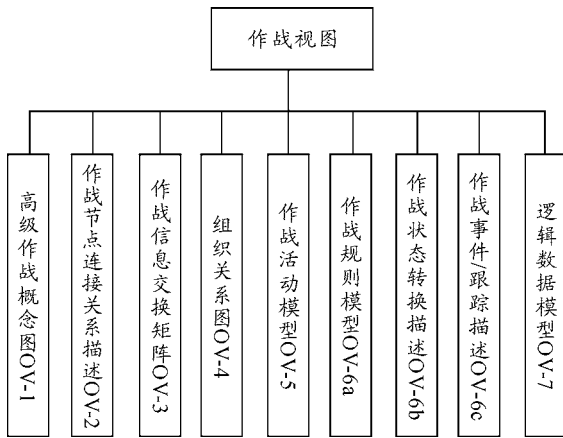 作战视图
高级作战概念图OV-1
作战节点连接关系描述OV-2
作战信息交换矩阵OV-3
组织关系图OV-4
作战活动模型OV-5
作战规则模型OV-6a
作战状态转换描述OV-6b
作战事件/跟踪描述OV-6c
逻辑数据模型OV-7